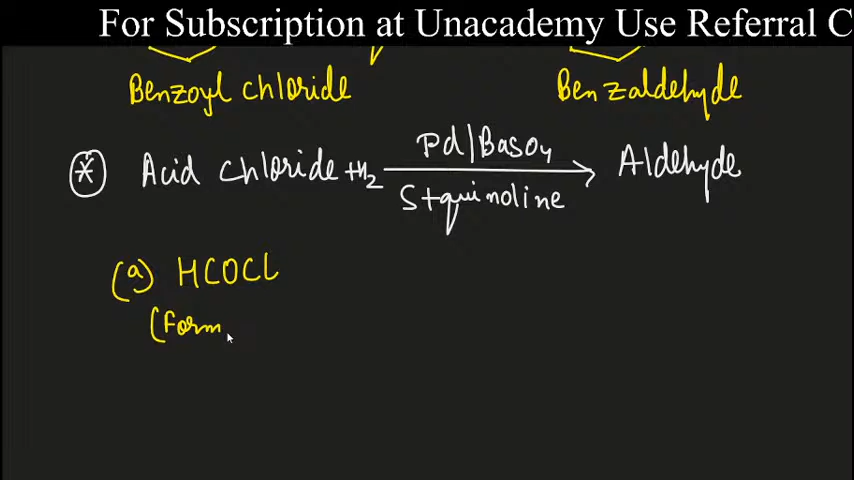 For Subscription at Unacademy Use Referral C
Benzoyl chloride Benzaldehyde
* Acid chloride + H2 Pd/BaSO4 Aldehyde
S+quinoline
(a) HCOCl
(Form